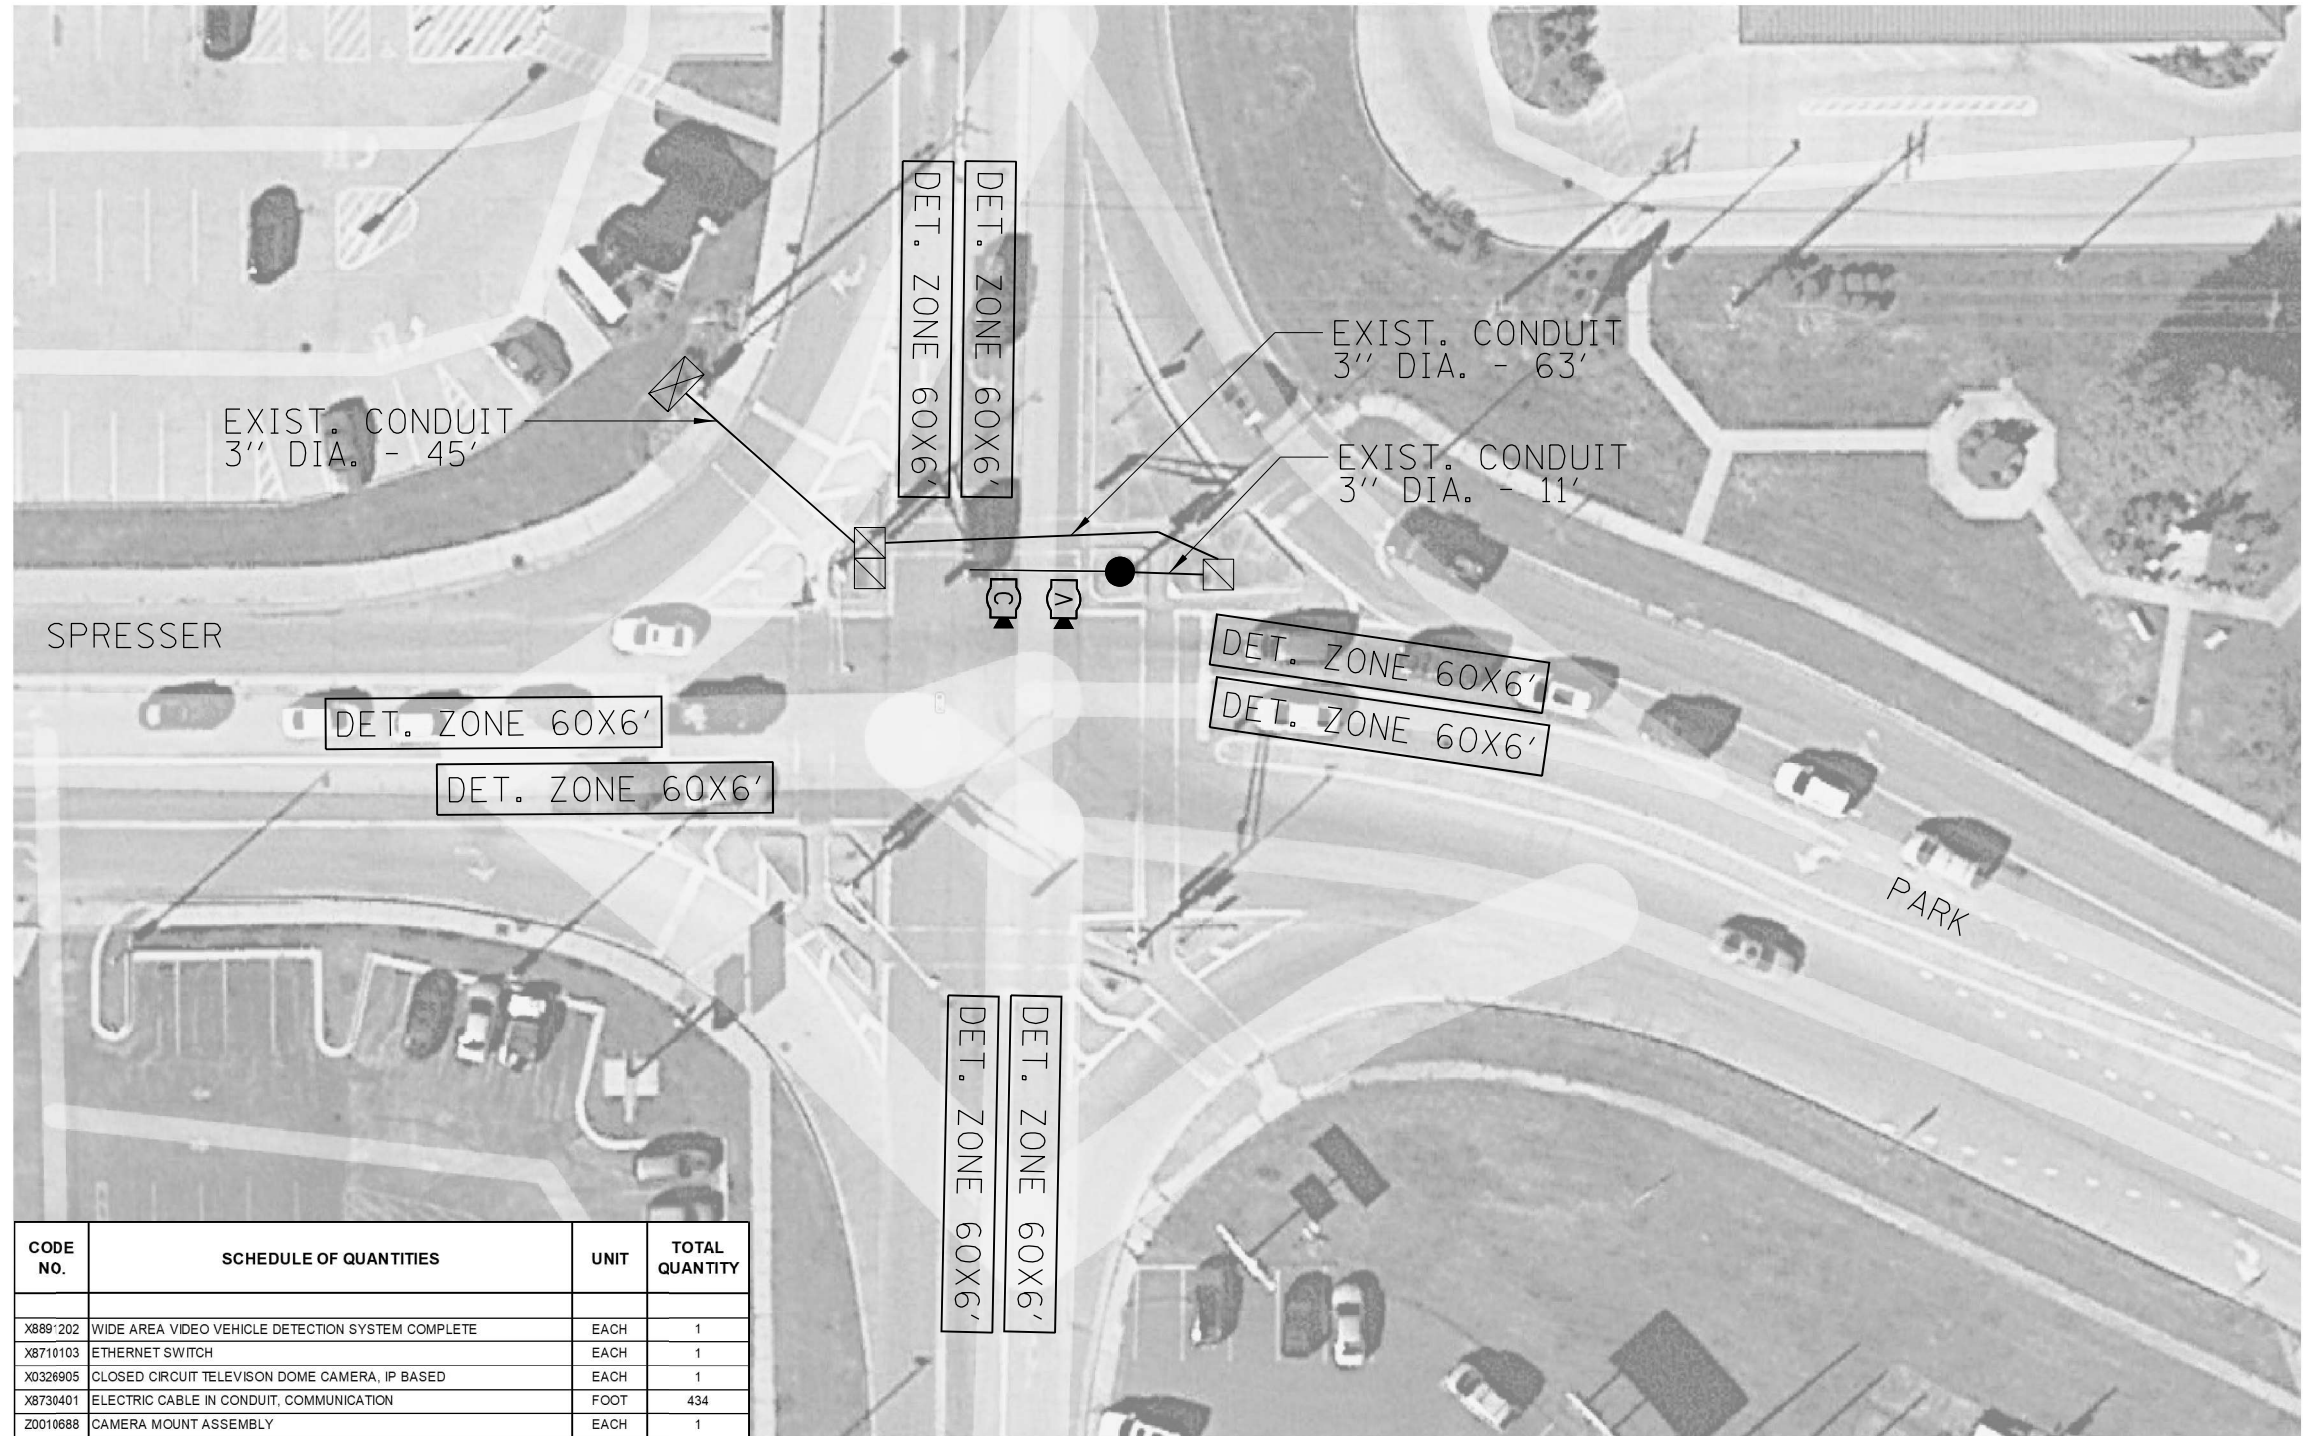 DET. ZONE 60X6'
DET. ZONE 60X6'
EXIST. CONDUIT
3'' DIA. - 63'
EXIST. CONDUIT
3'' DIA. - 45'
EXIST. CONDUIT
3'' DIA. - 11'
C
V
SPRESSER
DET. ZONE 60X6'
DET. ZONE 60X6'
DET. ZONE 60X6'
DET. ZONE 60X6'
PARK
DET. ZONE 60X6'
DET. ZONE 60X6'
CODE NO. SCHEDULE OF QUANTITIES UNIT TOTAL QUANTITY
X8891202 WIDE AREA VIDEO VEHICLE DETECTION SYSTEM COMPLETE EACH 1
X8710103 ETHERNET SWITCH EACH 1
X0326905 CLOSED CIRCUIT TELEVISON DOME CAMERA, IP BASED EACH 1
X8730401 ELECTRIC CABLE IN CONDUIT, COMMUNICATION FOOT 434
Z0010688 CAMERA MOUNT ASSEMBLY EACH 1